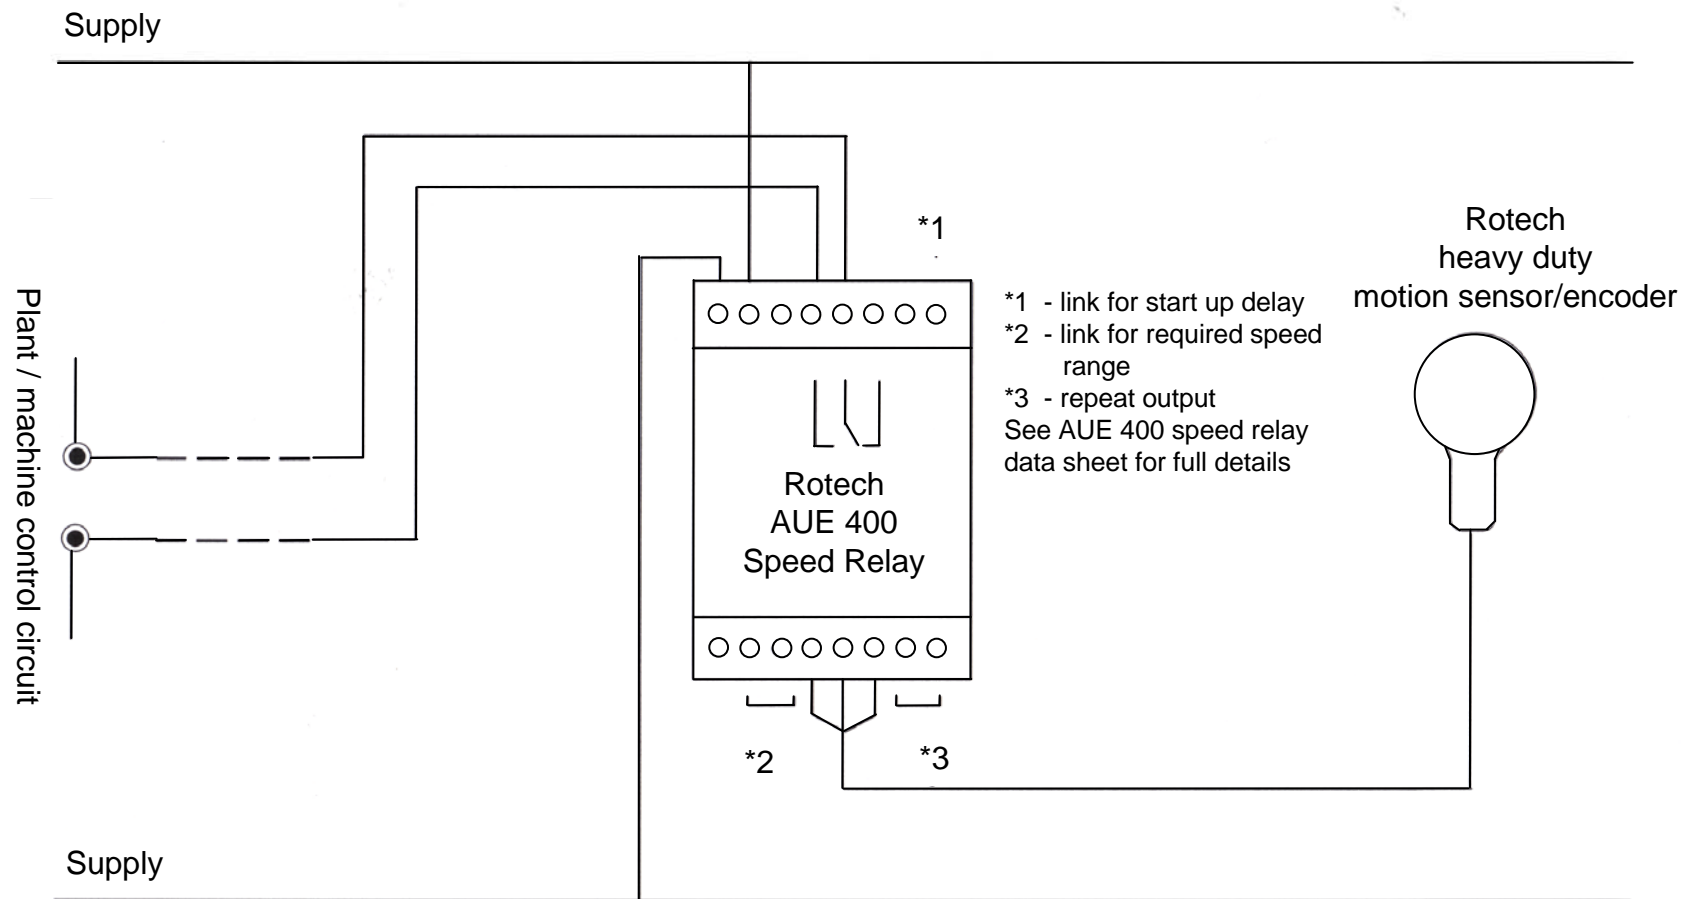 Supply
*1
Rotech
heavy duty
motion sensor/encoder
*1 - link for start up delay
*2 - link for required speed
range
*3 - repeat output
See AUE 400 speed relay
data sheet for full details
Plant / machine control circuit
Rotech
AUE 400
Speed Relay
*2
*3
Supply